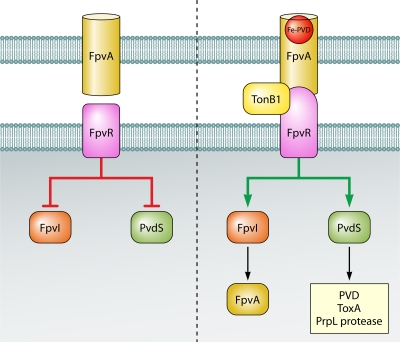 FpvA
FpvR
FpvI
PvdS
Fe-PVD
FpvA
TonB1
FpvR
FpvI
PvdS
FpvA
PVD
ToxA
PrpL protease